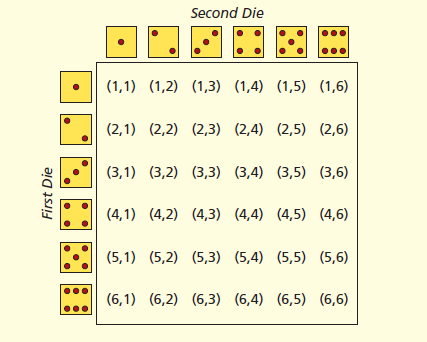 Second Die
First Die
(1,1) (1,2) (1,3) (1,4) (1,5) (1,6)
(2,1) (2,2) (2,3) (2,4) (2,5) (2,6)
(3,1) (3,2) (3,3) (3,4) (3,5) (3,6)
(4,1) (4,2) (4,3) (4,4) (4,5) (4,6)
(5,1) (5,2) (5,3) (5,4) (5,5) (5,6)
(6,1) (6,2) (6,3) (6,4) (6,5) (6,6)